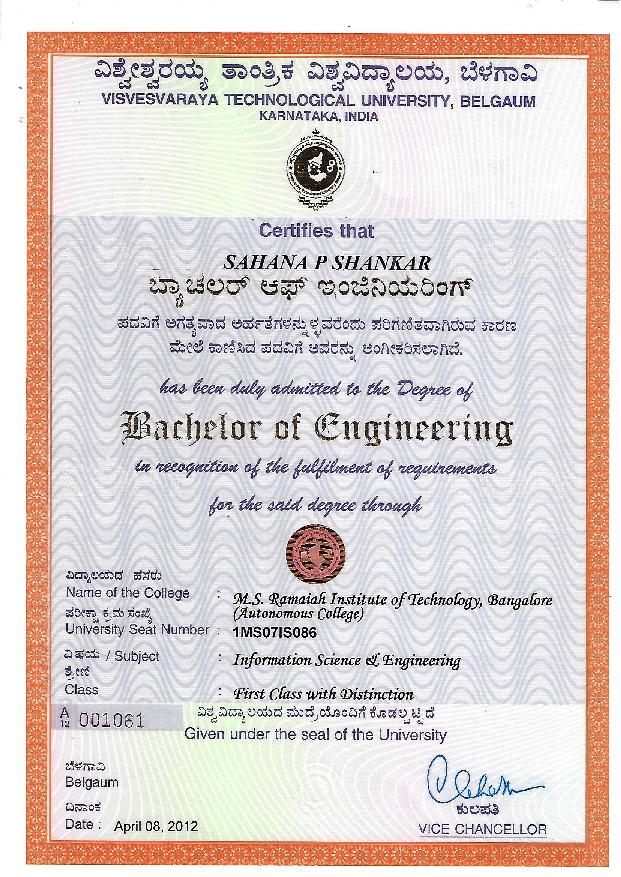 ವಿಶ್ವೇಶ್ವರಯ್ಯ ತಾಂತ್ರಿಕ ವಿಶ್ವವಿದ್ಯಾಲಯ, ಬೆಳಗಾವಿ
VISVESVARAYA TECHNOLOGICAL UNIVERSITY, BELGAUM
KARNATAKA, INDIA
Certifies that
SAHANA P SHANKAR
ಬ್ಯಾಚಲರ್ ಆಫ್ ಇಂಜಿನಿಯರಿಂಗ್
ಪದವಿಗೆ ಅಗತ್ಯವಾದ ಅರ್ಹತೆಗಳನ್ನುಳ್ಳವರೆಂದು ಪರಿಗಣಿತವಾಗಿರುವ ಕಾರಣ
ಮೇಲೆ ಕಾಣಿಸಿದ ಪದವಿಗೆ ಅವರನ್ನು ಅಂಗೀಕರಿಸಲಾಗಿದೆ.
has been duly admitted to the Degree of
Bachelor of Engineering
in recognition of the fulfilment of requirements
for the said degree through
ವಿದ್ಯಾಲಯದ ಹೆಸರು
Name of the College : M.S. Ramaiah Institute of Technology, Bangalore
(Autonomous College)
ಪರೀಕ್ಷಾ ಕ್ರಮ ಸಂಖ್ಯೆ
University Seat Number : 1MS07IS086
ವಿಷಯ / Subject : Information Science & Engineering
ಶ್ರೇಣಿ
Class : First Class with Distinction
A 12 001061
ವಿಶ್ವವಿದ್ಯಾಲಯದ ಮುದ್ರೆಯೊಂದಿಗೆ ಕೊಡಲ್ಪಟ್ಟಿದೆ
Given under the seal of the University
ಬೆಳಗಾವಿ
Belgaum
ದಿನಾಂಕ
Date : April 08, 2012
ಕುಲಪತಿ
VICE CHANCELLOR